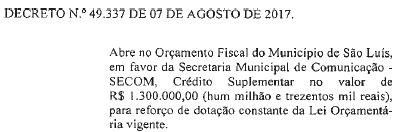 DECRETO N.º 49.337 DE 07 DE AGOSTO DE 2017.
Abre no Orçamento Fiscal do Município de São Luís,
em favor da Secretaria Municipal de Comunicação -
SECOM, Crédito Suplementar no valor de
R$ 1.300.000,00 (hum milhão e trezentos mil reais),
para reforço de dotação constante da Lei Orçamentá-
ria vigente.